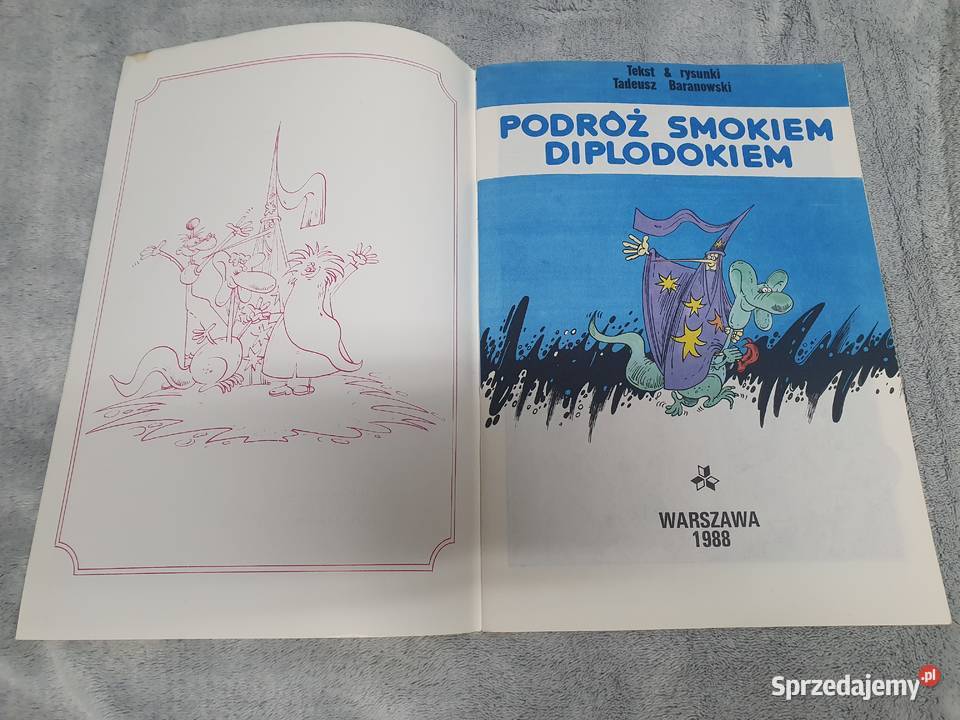 Tekst & rysunki
Tadeusz Baranowski
PODRÓŻ SMOKIEM
DIPLODOKIEM
WARSZAWA
1988
Sprzedajemy.pl